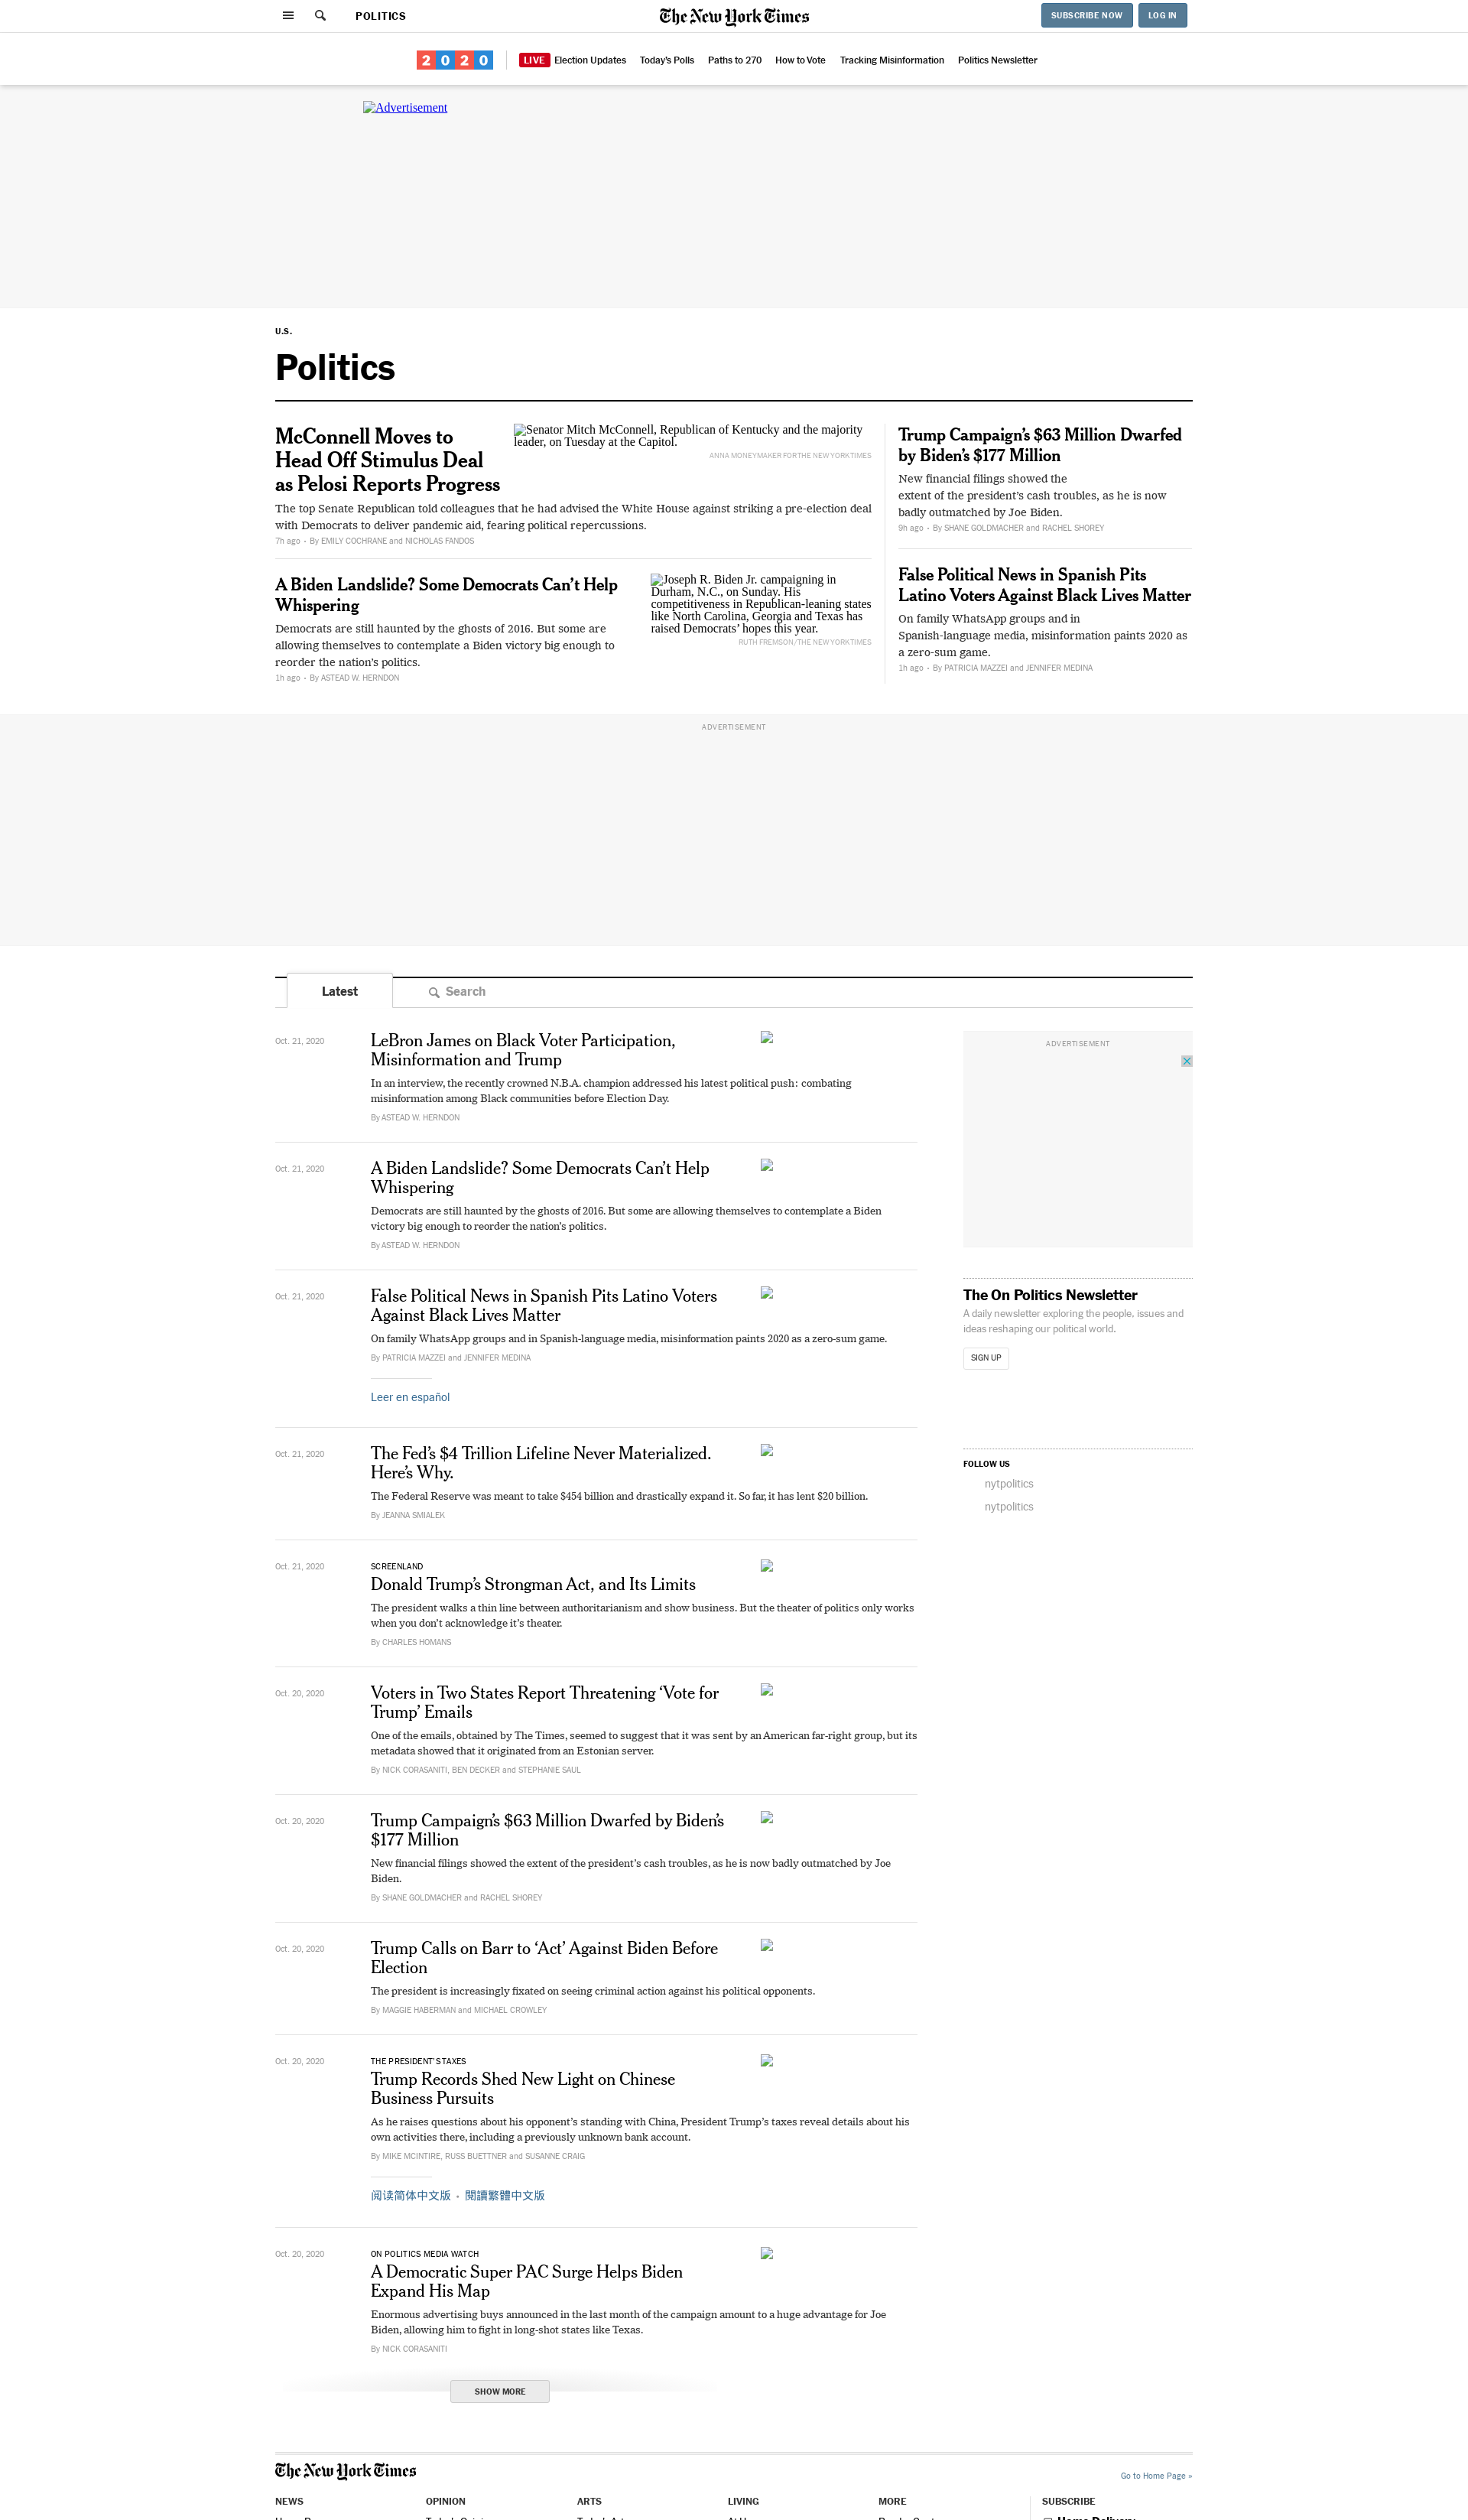 POLITICS
The New York Times
SUBSCRIBE NOW
LOG IN
2020
LIVE Election Updates
Today's Polls
Paths to 270
How to Vote
Tracking Misinformation
Politics Newsletter
Advertisement
U.S.
Politics
McConnell Moves to
Head Off Stimulus Deal
as Pelosi Reports Progress
Senator Mitch McConnell, Republican of Kentucky and the majority
leader, on Tuesday at the Capitol.
ANNA MONEYMAKER FOR THE NEW YORK TIMES
The top Senate Republican told colleagues that he had advised the White House against striking a pre-election deal
with Democrats to deliver pandemic aid, fearing political repercussions.
7h ago • By EMILY COCHRANE and NICHOLAS FANDOS
A Biden Landslide? Some Democrats Can’t Help
Whispering
Joseph R. Biden Jr. campaigning in
Durham, N.C., on Sunday. His
competitiveness in Republican-leaning states
like North Carolina, Georgia and Texas has
raised Democrats’ hopes this year.
RUTH FREMSON/THE NEW YORK TIMES
Democrats are still haunted by the ghosts of 2016. But some are
allowing themselves to contemplate a Biden victory big enough to
reorder the nation’s politics.
1h ago • By ASTEAD W. HERNDON
Trump Campaign’s $63 Million Dwarfed
by Biden’s $177 Million
New financial filings showed the
extent of the president’s cash troubles, as he is now
badly outmatched by Joe Biden.
9h ago • By SHANE GOLDMACHER and RACHEL SHOREY
False Political News in Spanish Pits
Latino Voters Against Black Lives Matter
On family WhatsApp groups and in
Spanish-language media, misinformation paints 2020 as
a zero-sum game.
1h ago • By PATRICIA MAZZEI and JENNIFER MEDINA
ADVERTISEMENT
Latest
Search
Oct. 21, 2020
LeBron James on Black Voter Participation,
Misinformation and Trump
In an interview, the recently crowned N.B.A. champion addressed his latest political push: combating
misinformation among Black communities before Election Day.
By ASTEAD W. HERNDON
Oct. 21, 2020
A Biden Landslide? Some Democrats Can’t Help
Whispering
Democrats are still haunted by the ghosts of 2016. But some are allowing themselves to contemplate a Biden
victory big enough to reorder the nation’s politics.
By ASTEAD W. HERNDON
Oct. 21, 2020
False Political News in Spanish Pits Latino Voters
Against Black Lives Matter
On family WhatsApp groups and in Spanish-language media, misinformation paints 2020 as a zero-sum game.
By PATRICIA MAZZEI and JENNIFER MEDINA
Leer en español
Oct. 21, 2020
The Fed’s $4 Trillion Lifeline Never Materialized.
Here’s Why.
The Federal Reserve was meant to take $454 billion and drastically expand it. So far, it has lent $20 billion.
By JEANNA SMIALEK
Oct. 21, 2020
SCREENLAND
Donald Trump’s Strongman Act, and Its Limits
The president walks a thin line between authoritarianism and show business. But the theater of politics only works
when you don’t acknowledge it’s theater.
By CHARLES HOMANS
Oct. 20, 2020
Voters in Two States Report Threatening ‘Vote for
Trump’ Emails
One of the emails, obtained by The Times, seemed to suggest that it was sent by an American far-right group, but its
metadata showed that it originated from an Estonian server.
By NICK CORASANITI, BEN DECKER and STEPHANIE SAUL
Oct. 20, 2020
Trump Campaign’s $63 Million Dwarfed by Biden’s
$177 Million
New financial filings showed the extent of the president’s cash troubles, as he is now badly outmatched by Joe
Biden.
By SHANE GOLDMACHER and RACHEL SHOREY
Oct. 20, 2020
Trump Calls on Barr to ‘Act’ Against Biden Before
Election
The president is increasingly fixated on seeing criminal action against his political opponents.
By MAGGIE HABERMAN and MICHAEL CROWLEY
Oct. 20, 2020
THE PRESIDENT’S TAXES
Trump Records Shed New Light on Chinese
Business Pursuits
As he raises questions about his opponent’s standing with China, President Trump’s taxes reveal details about his
own activities there, including a previously unknown bank account.
By MIKE MCINTIRE, RUSS BUETTNER and SUSANNE CRAIG
阅读简体中文版 • 閱讀繁體中文版
Oct. 20, 2020
ON POLITICS MEDIA WATCH
A Democratic Super PAC Surge Helps Biden
Expand His Map
Enormous advertising buys announced in the last month of the campaign amount to a huge advantage for Joe
Biden, allowing him to fight in long-shot states like Texas.
By NICK CORASANITI
SHOW MORE
ADVERTISEMENT
The On Politics Newsletter
A daily newsletter exploring the people, issues and
ideas reshaping our political world.
SIGN UP
FOLLOW US
nytpolitics
nytpolitics
The New York Times
Go to Home Page »
NEWS
OPINION
ARTS
LIVING
MORE
SUBSCRIBE